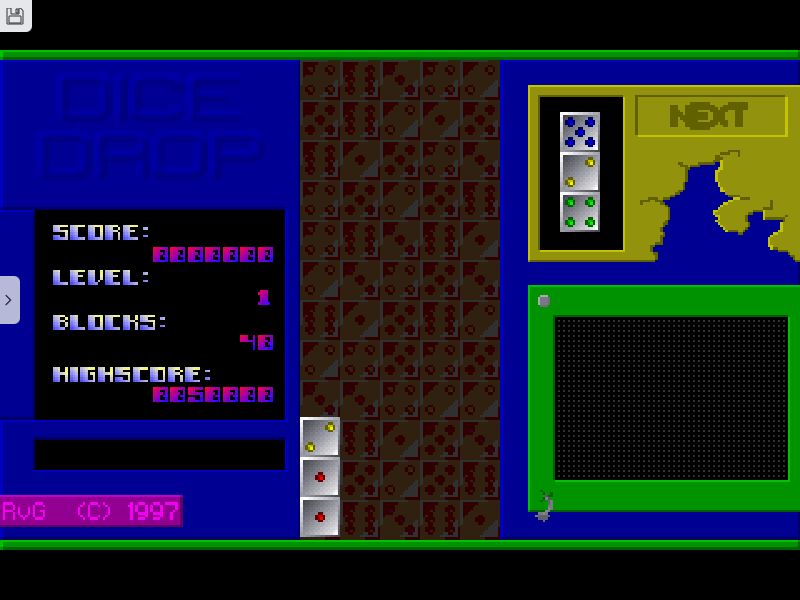 DICE
DROP
NEXT
SCORE:
0000000
LEVEL:
1
BLOCKS:
40
HIGHSCORE:
0050000
RvG (C) 1997